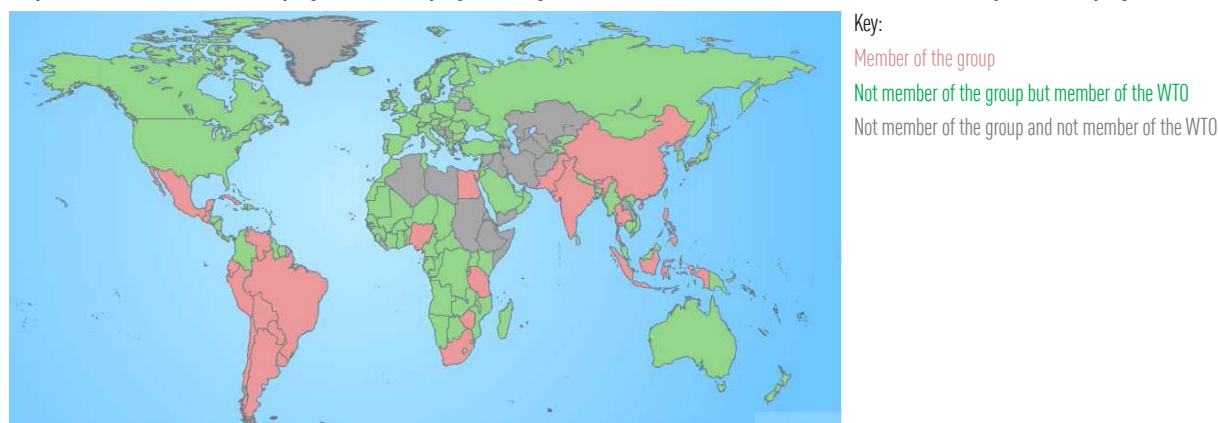 Key:
Member of the group
Not member of the group but member of the WTO
Not member of the group and not member of the WTO